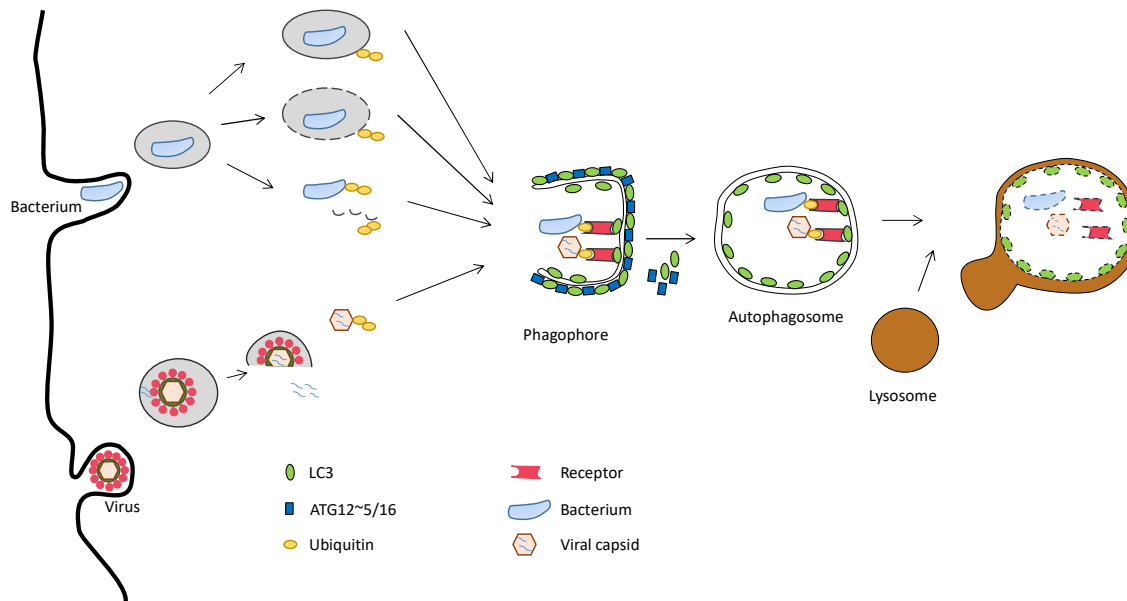 Bacterium
Virus
Phagophore
Autophagosome
Lysosome
LC3
ATG12~5/16
Ubiquitin
Receptor
Bacterium
Viral capsid